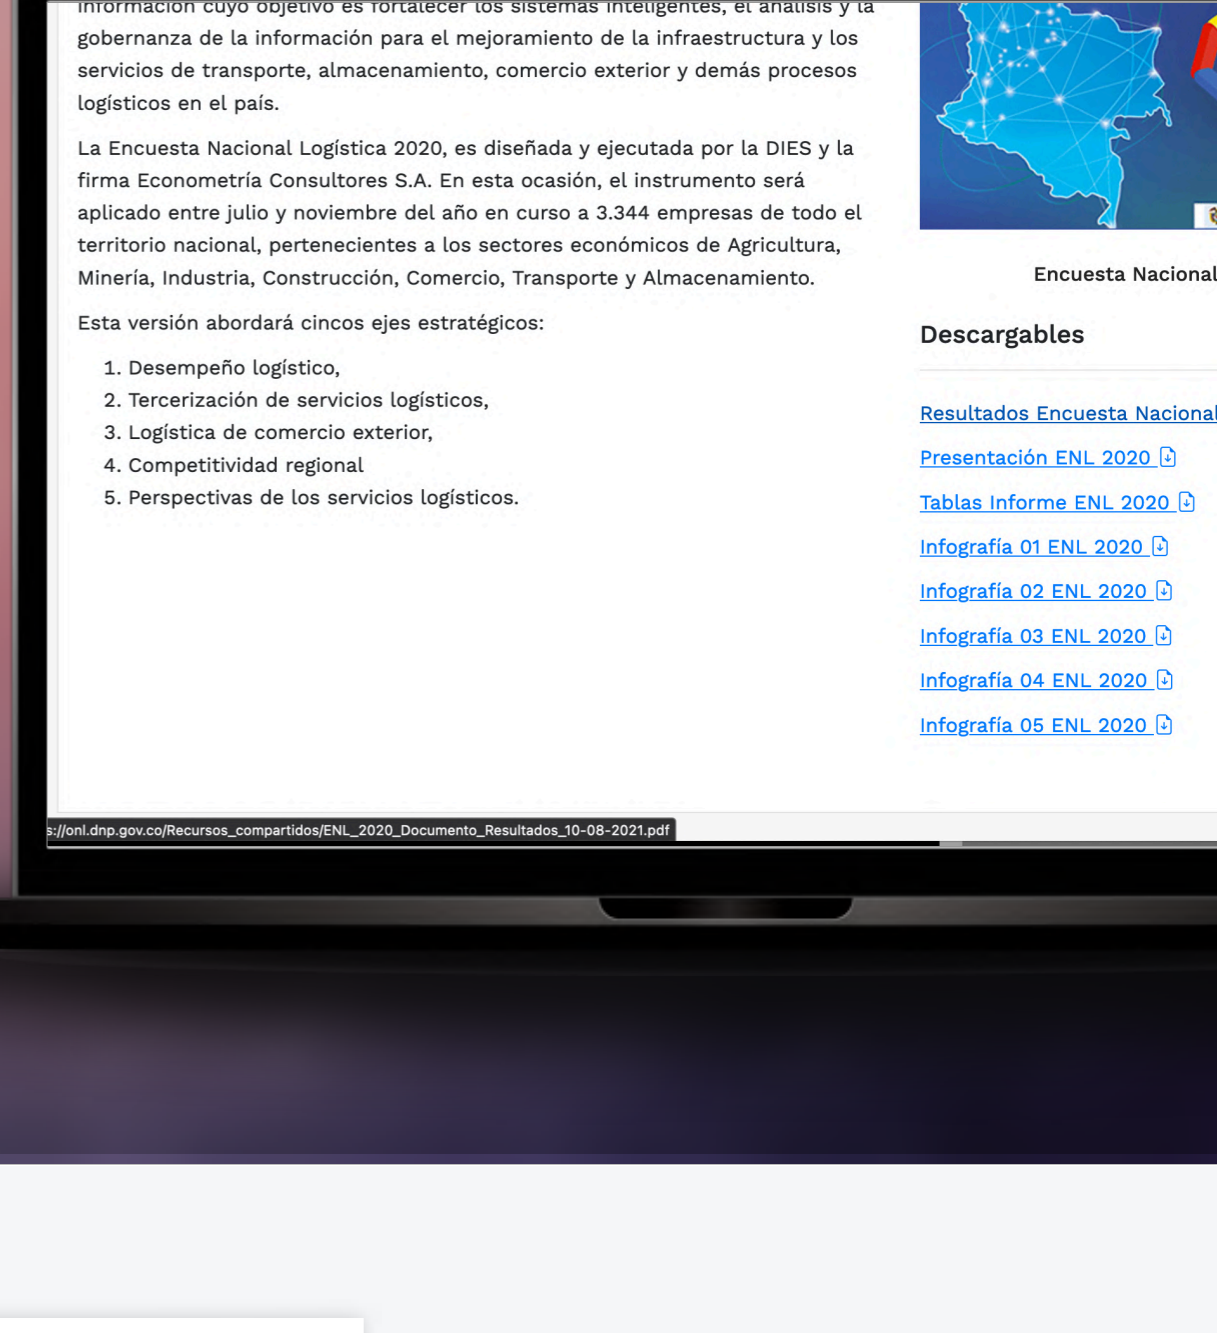 información cuyo objetivo es fortalecer los sistemas inteligentes, el análisis y la
gobernanza de la información para el mejoramiento de la infraestructura y los
servicios de transporte, almacenamiento, comercio exterior y demás procesos
logísticos en el país.
La Encuesta Nacional Logística 2020, es diseñada y ejecutada por la DIES y la
firma Econometría Consultores S.A. En esta ocasión, el instrumento será
aplicado entre julio y noviembre del año en curso a 3.344 empresas de todo el
territorio nacional, pertenecientes a los sectores económicos de Agricultura,
Minería, Industria, Construcción, Comercio, Transporte y Almacenamiento.
Esta versión abordará cincos ejes estratégicos:
1. Desempeño logístico,
2. Tercerización de servicios logísticos,
3. Logística de comercio exterior,
4. Competitividad regional
5. Perspectivas de los servicios logísticos.
Encuesta Nacional
Descargables
Resultados Encuesta Nacional
Presentación ENL 2020
Tablas Informe ENL 2020
Infografía 01 ENL 2020
Infografía 02 ENL 2020
Infografía 03 ENL 2020
Infografía 04 ENL 2020
Infografía 05 ENL 2020
s://onl.dnp.gov.co/Recursos_compartidos/ENL_2020_Documento_Resultados_10-08-2021.pdf